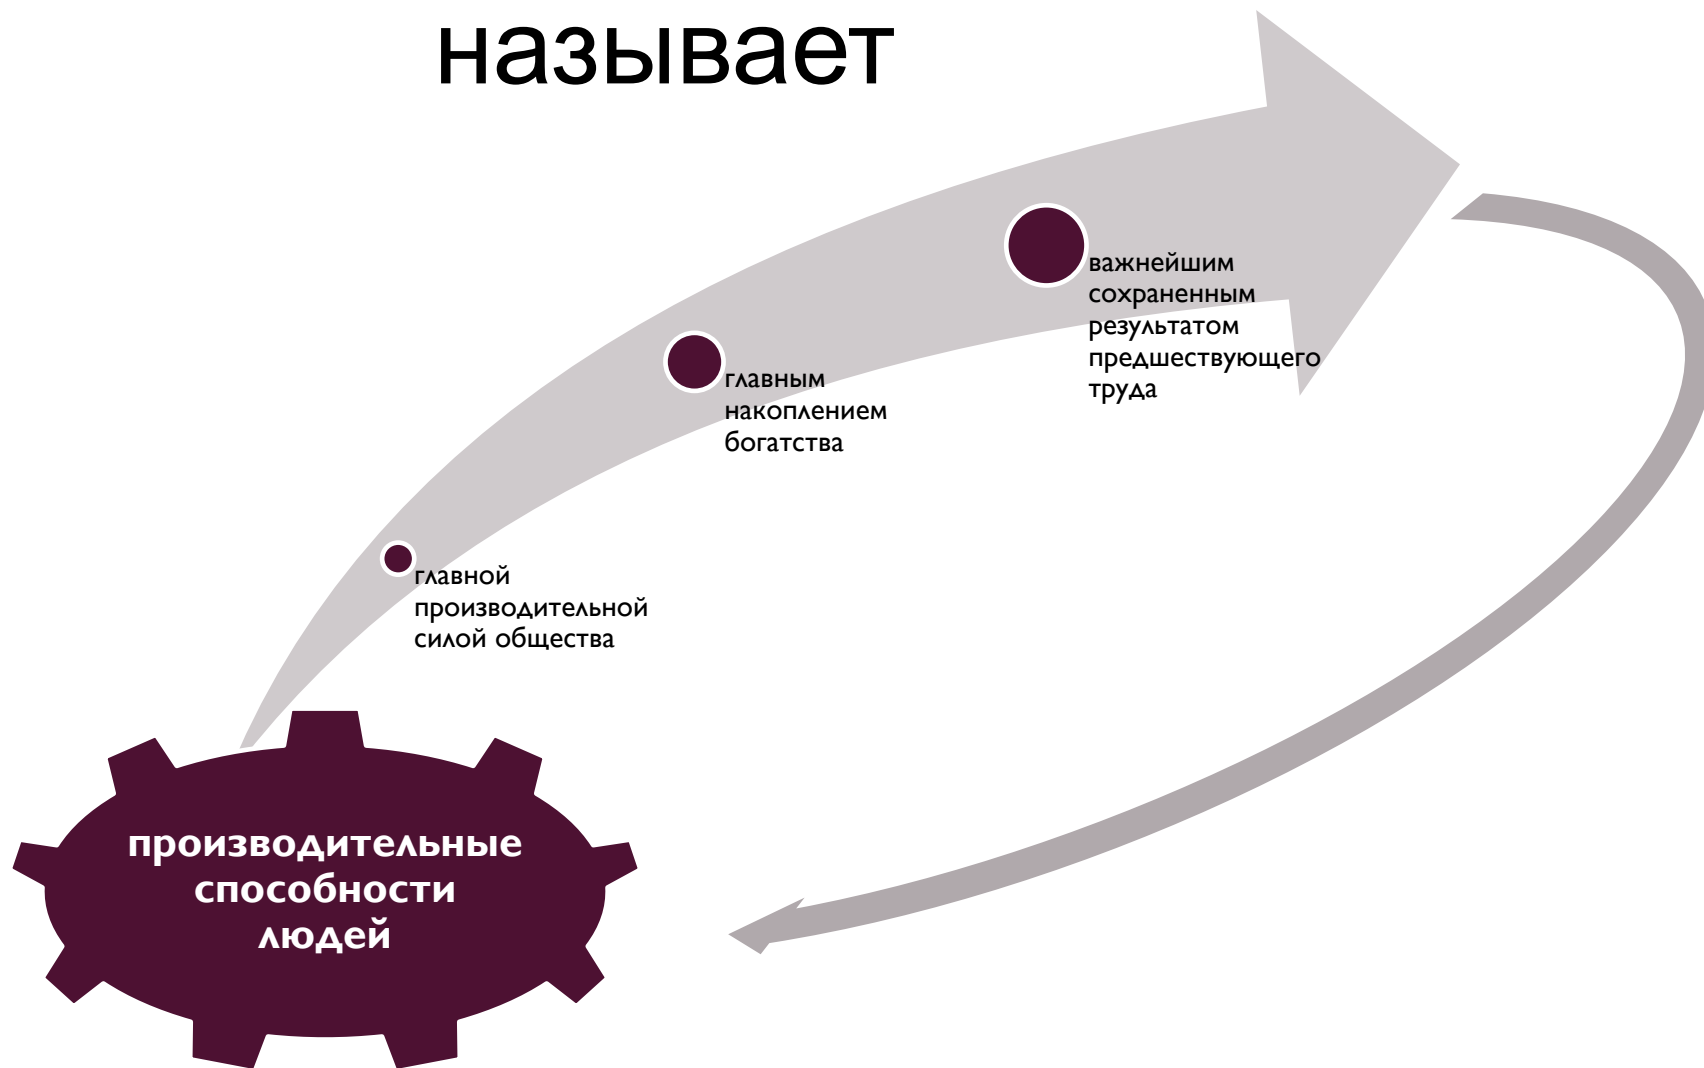 называет
важнейшим
сохраненным
результатом
предшествующего
труда
главным
накоплением
богатства
главной
производительной
силой общества
производительные
способности
людей